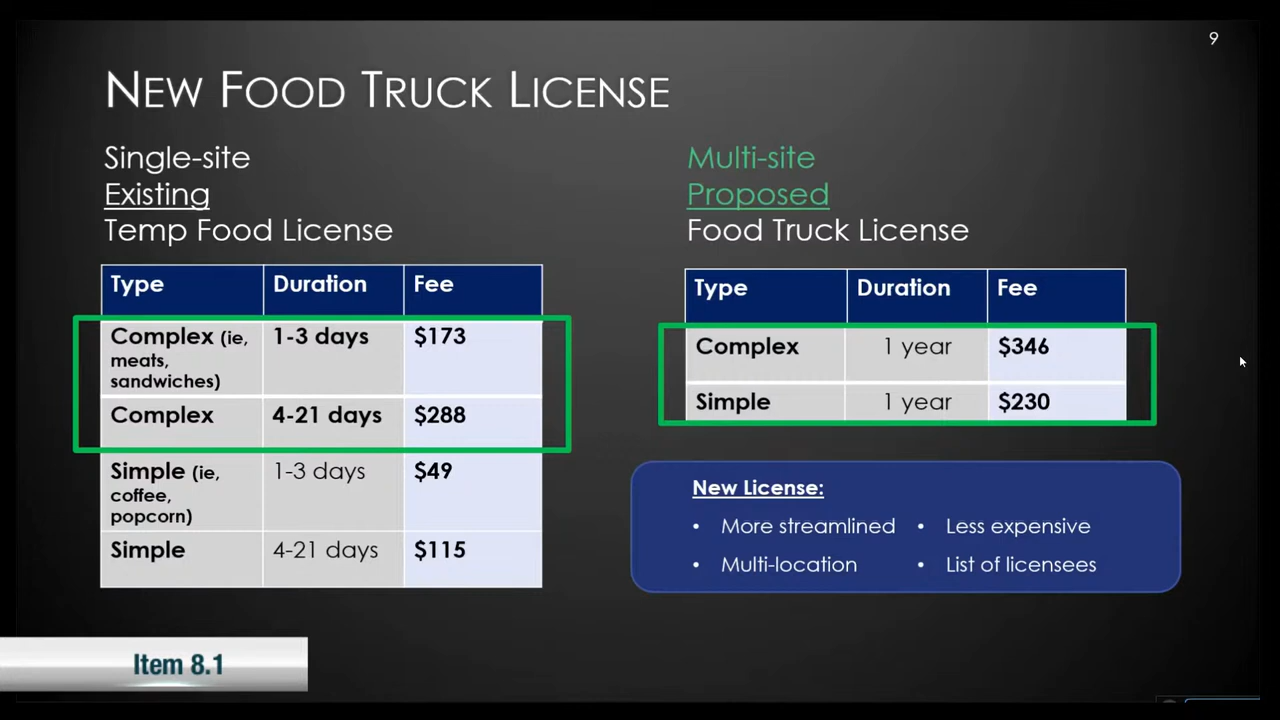 9
NEW FOOD TRUCK LICENSE
Single-site
Existing
Temp Food License
Type Duration Fee
Complex (ie, 1-3 days $173
meats,
sandwiches)
Complex 4-21 days $288
Simple (ie, 1-3 days $49
coffee,
popcorn)
Simple 4-21 days $115
Multi-site
Proposed
Food Truck License
Type Duration Fee
Complex 1 year $346
Simple 1 year $230
New License:
• More streamlined • Less expensive
• Multi-location • List of licensees
Item 8.1